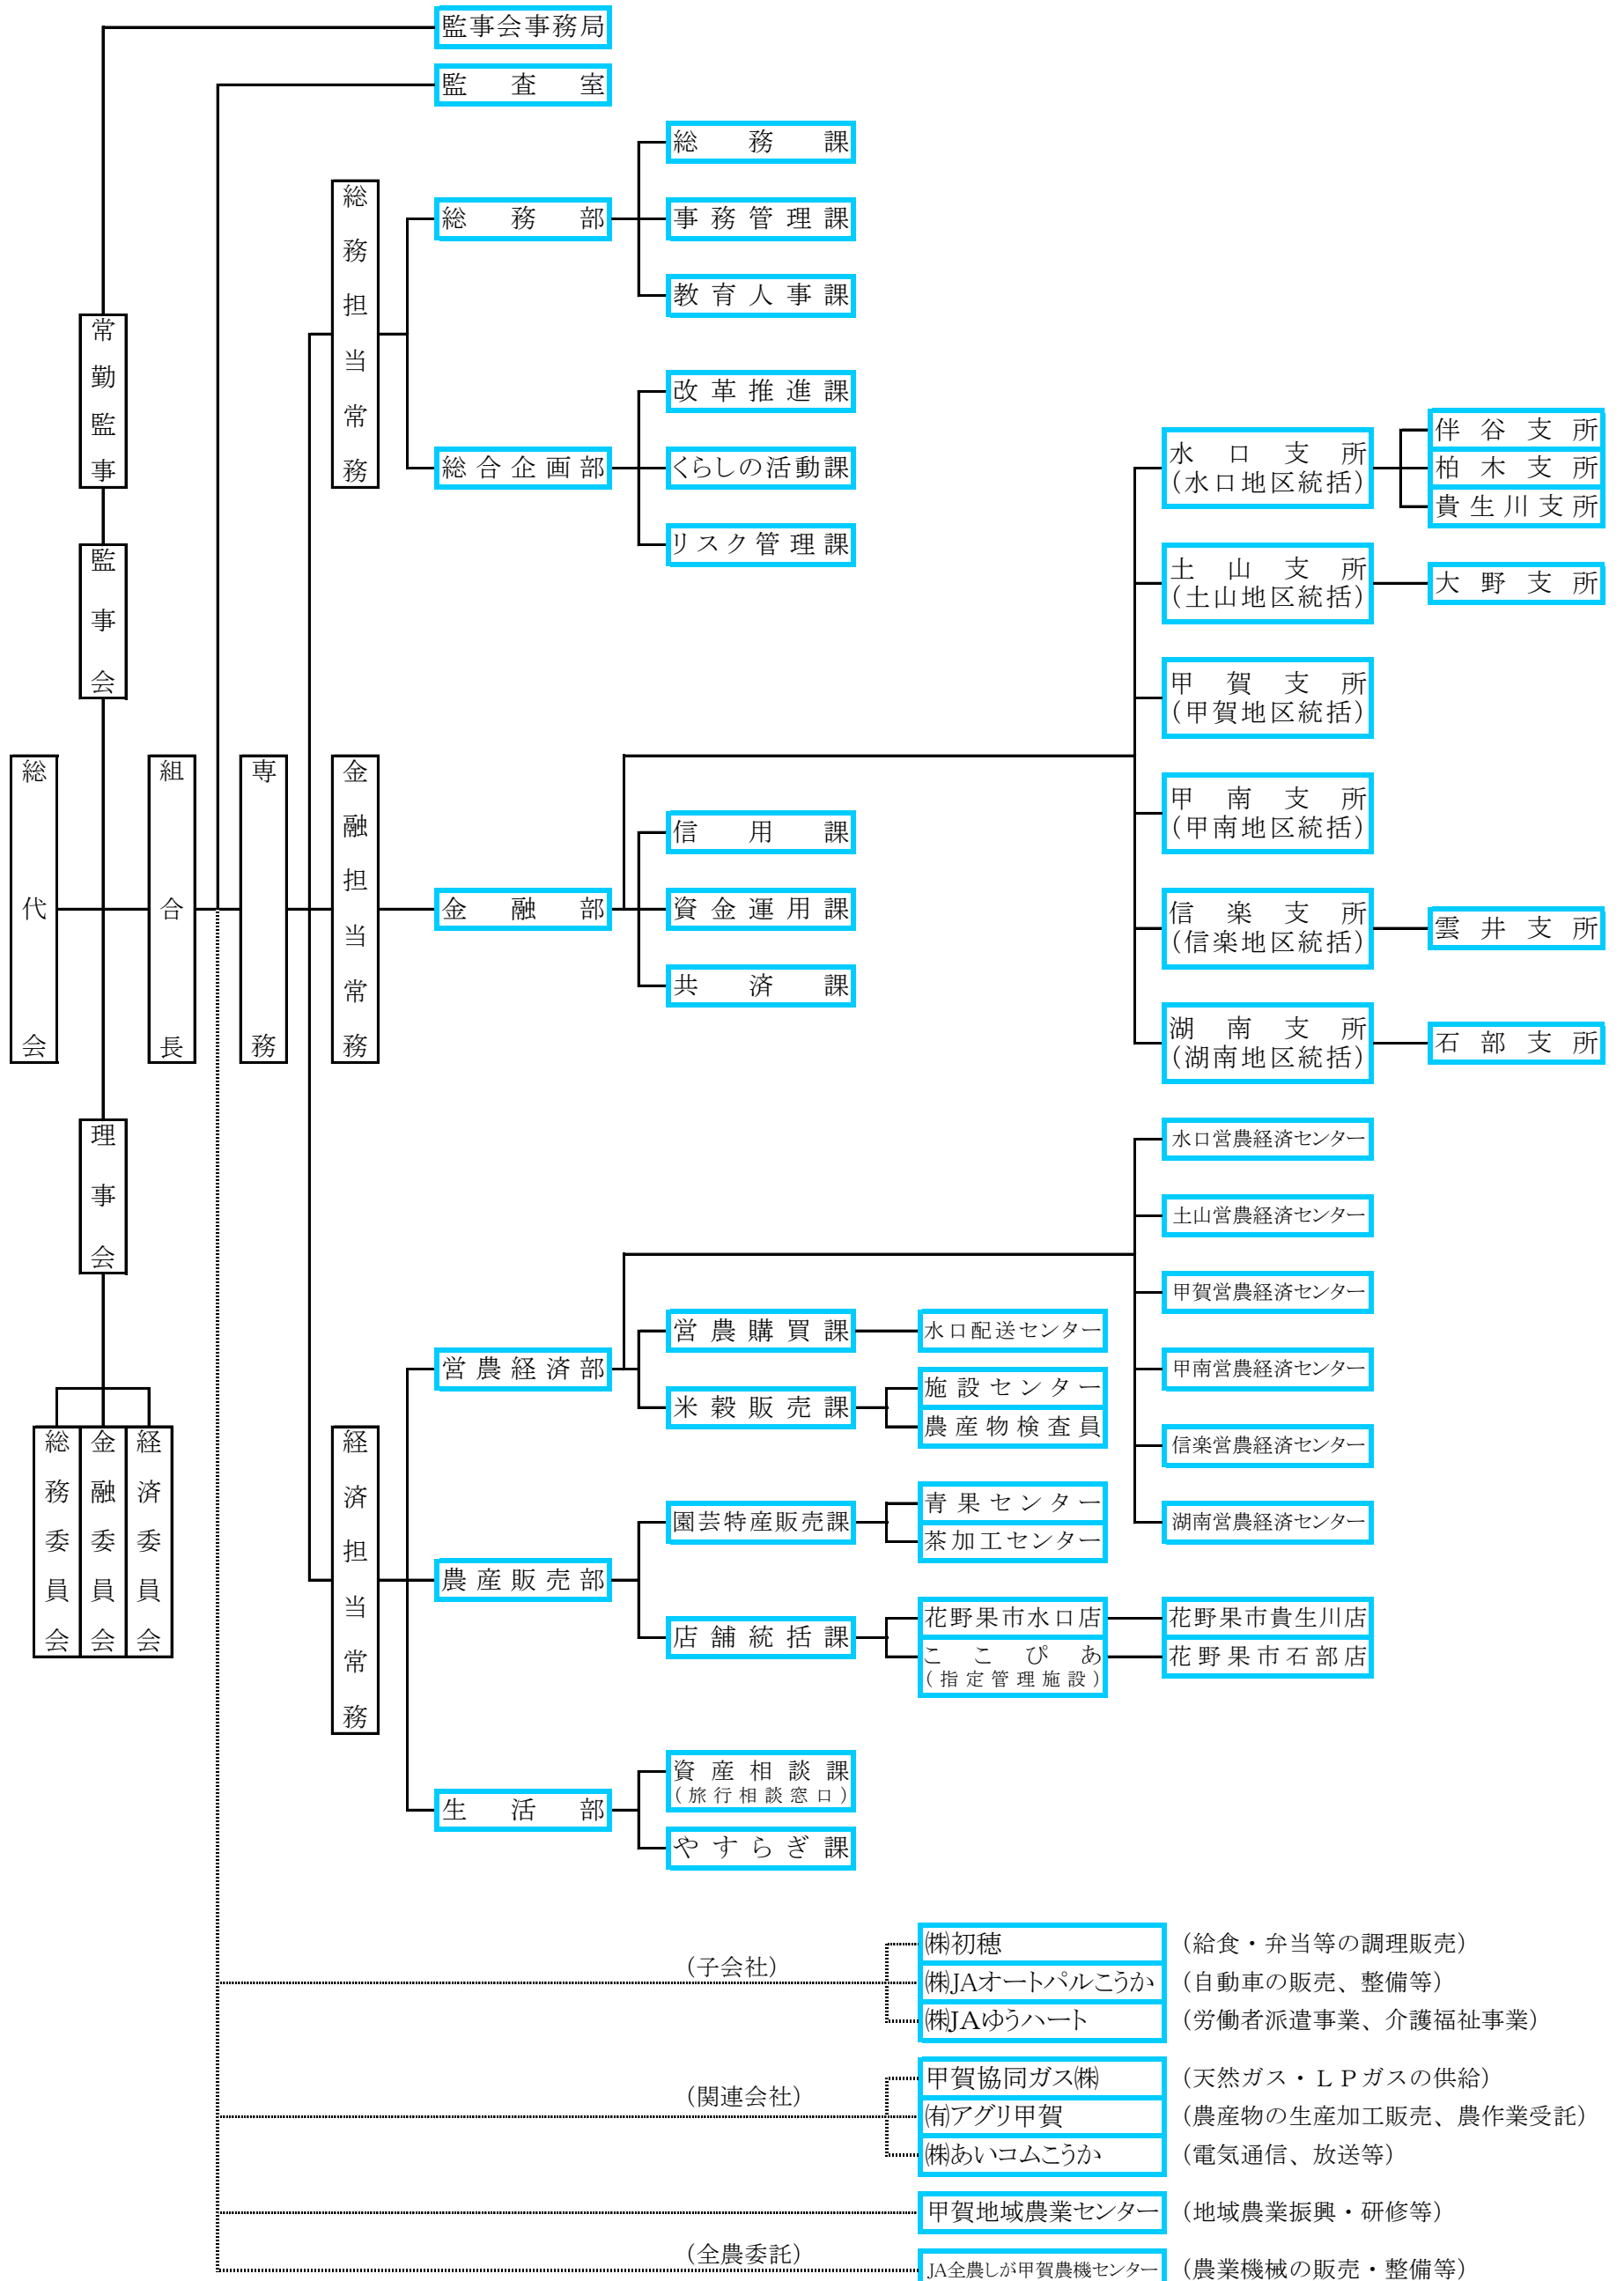 監事会事務局
監査室
総務課
総務担当常務
総務部
事務管理課
教育人事課
常勤監事
改革推進課
総合企画部
くらしの活動課
リスク管理課
水口支所
(水口地区統括)
伴谷支所
柏木支所
貴生川支所
監事会
土山支所
(土山地区統括)
大野支所
甲賀支所
(甲賀地区統括)
総代会
組合長
専務
金融担当常務
甲南支所
(甲南地区統括)
信用課
金融部
資金運用課
共済課
信楽支所
(信楽地区統括)
雲井支所
湖南支所
(湖南地区統括)
石部支所
理事会
水口営農経済センター
土山営農経済センター
甲賀営農経済センター
営農購買課
水口配送センター
営農経済部
甲南営農経済センター
米穀販売課
施設センター
農産物検査員
信楽営農経済センター
総務委員会
金融委員会
経済委員会
経済担当常務
園芸特産販売課
青果センター
茶加工センター
湖南営農経済センター
農産販売部
店舗統括課
花野果市水口店
花野果市貴生川店
ここぴあ
(指定管理施設)
花野果市石部店
資産相談課
(旅行相談窓口)
生活部
やすらぎ課
(子会社)
㈱初穂
(給食・弁当等の調理販売)
㈱JAオートパルこうか
(自動車の販売、整備等)
㈱JAゆうハート
(労働者派遣事業、介護福祉事業)
(関連会社)
甲賀協同ガス㈱
(天然ガス・ＬＰガスの供給)
㈲アグリ甲賀
(農産物の生産加工販売、農作業受託)
㈱あいコムこうか
(電気通信、放送等)
甲賀地域農業センター
(地域農業振興・研修等)
(全農委託)
JA全農しが甲賀農機センター
(農業機械の販売・整備等)